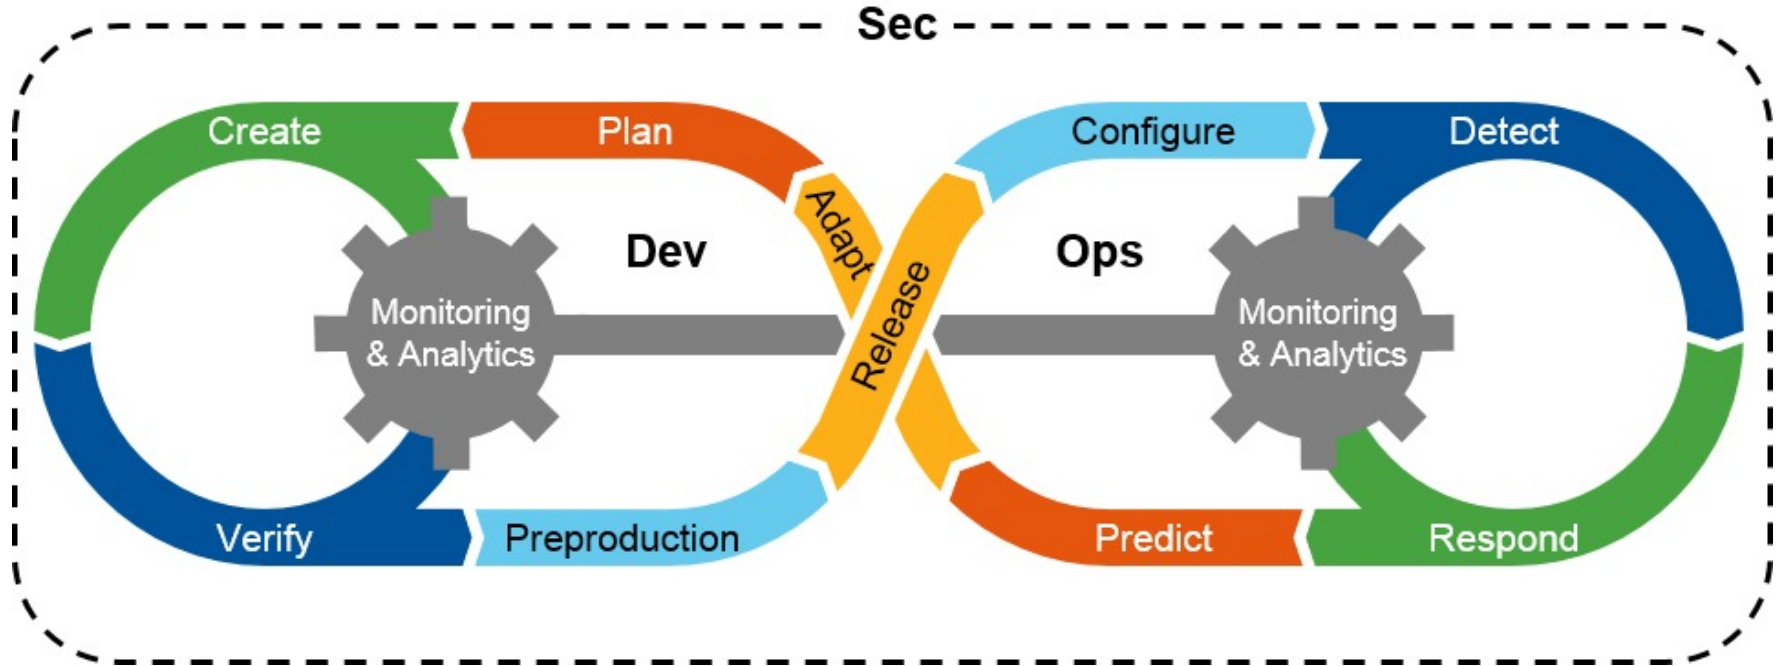 Sec
Create
Plan
Configure
Detect
Adapt
Dev
Ops
Release
Monitoring
& Analytics
Monitoring
& Analytics
Verify
Preproduction
Predict
Respond